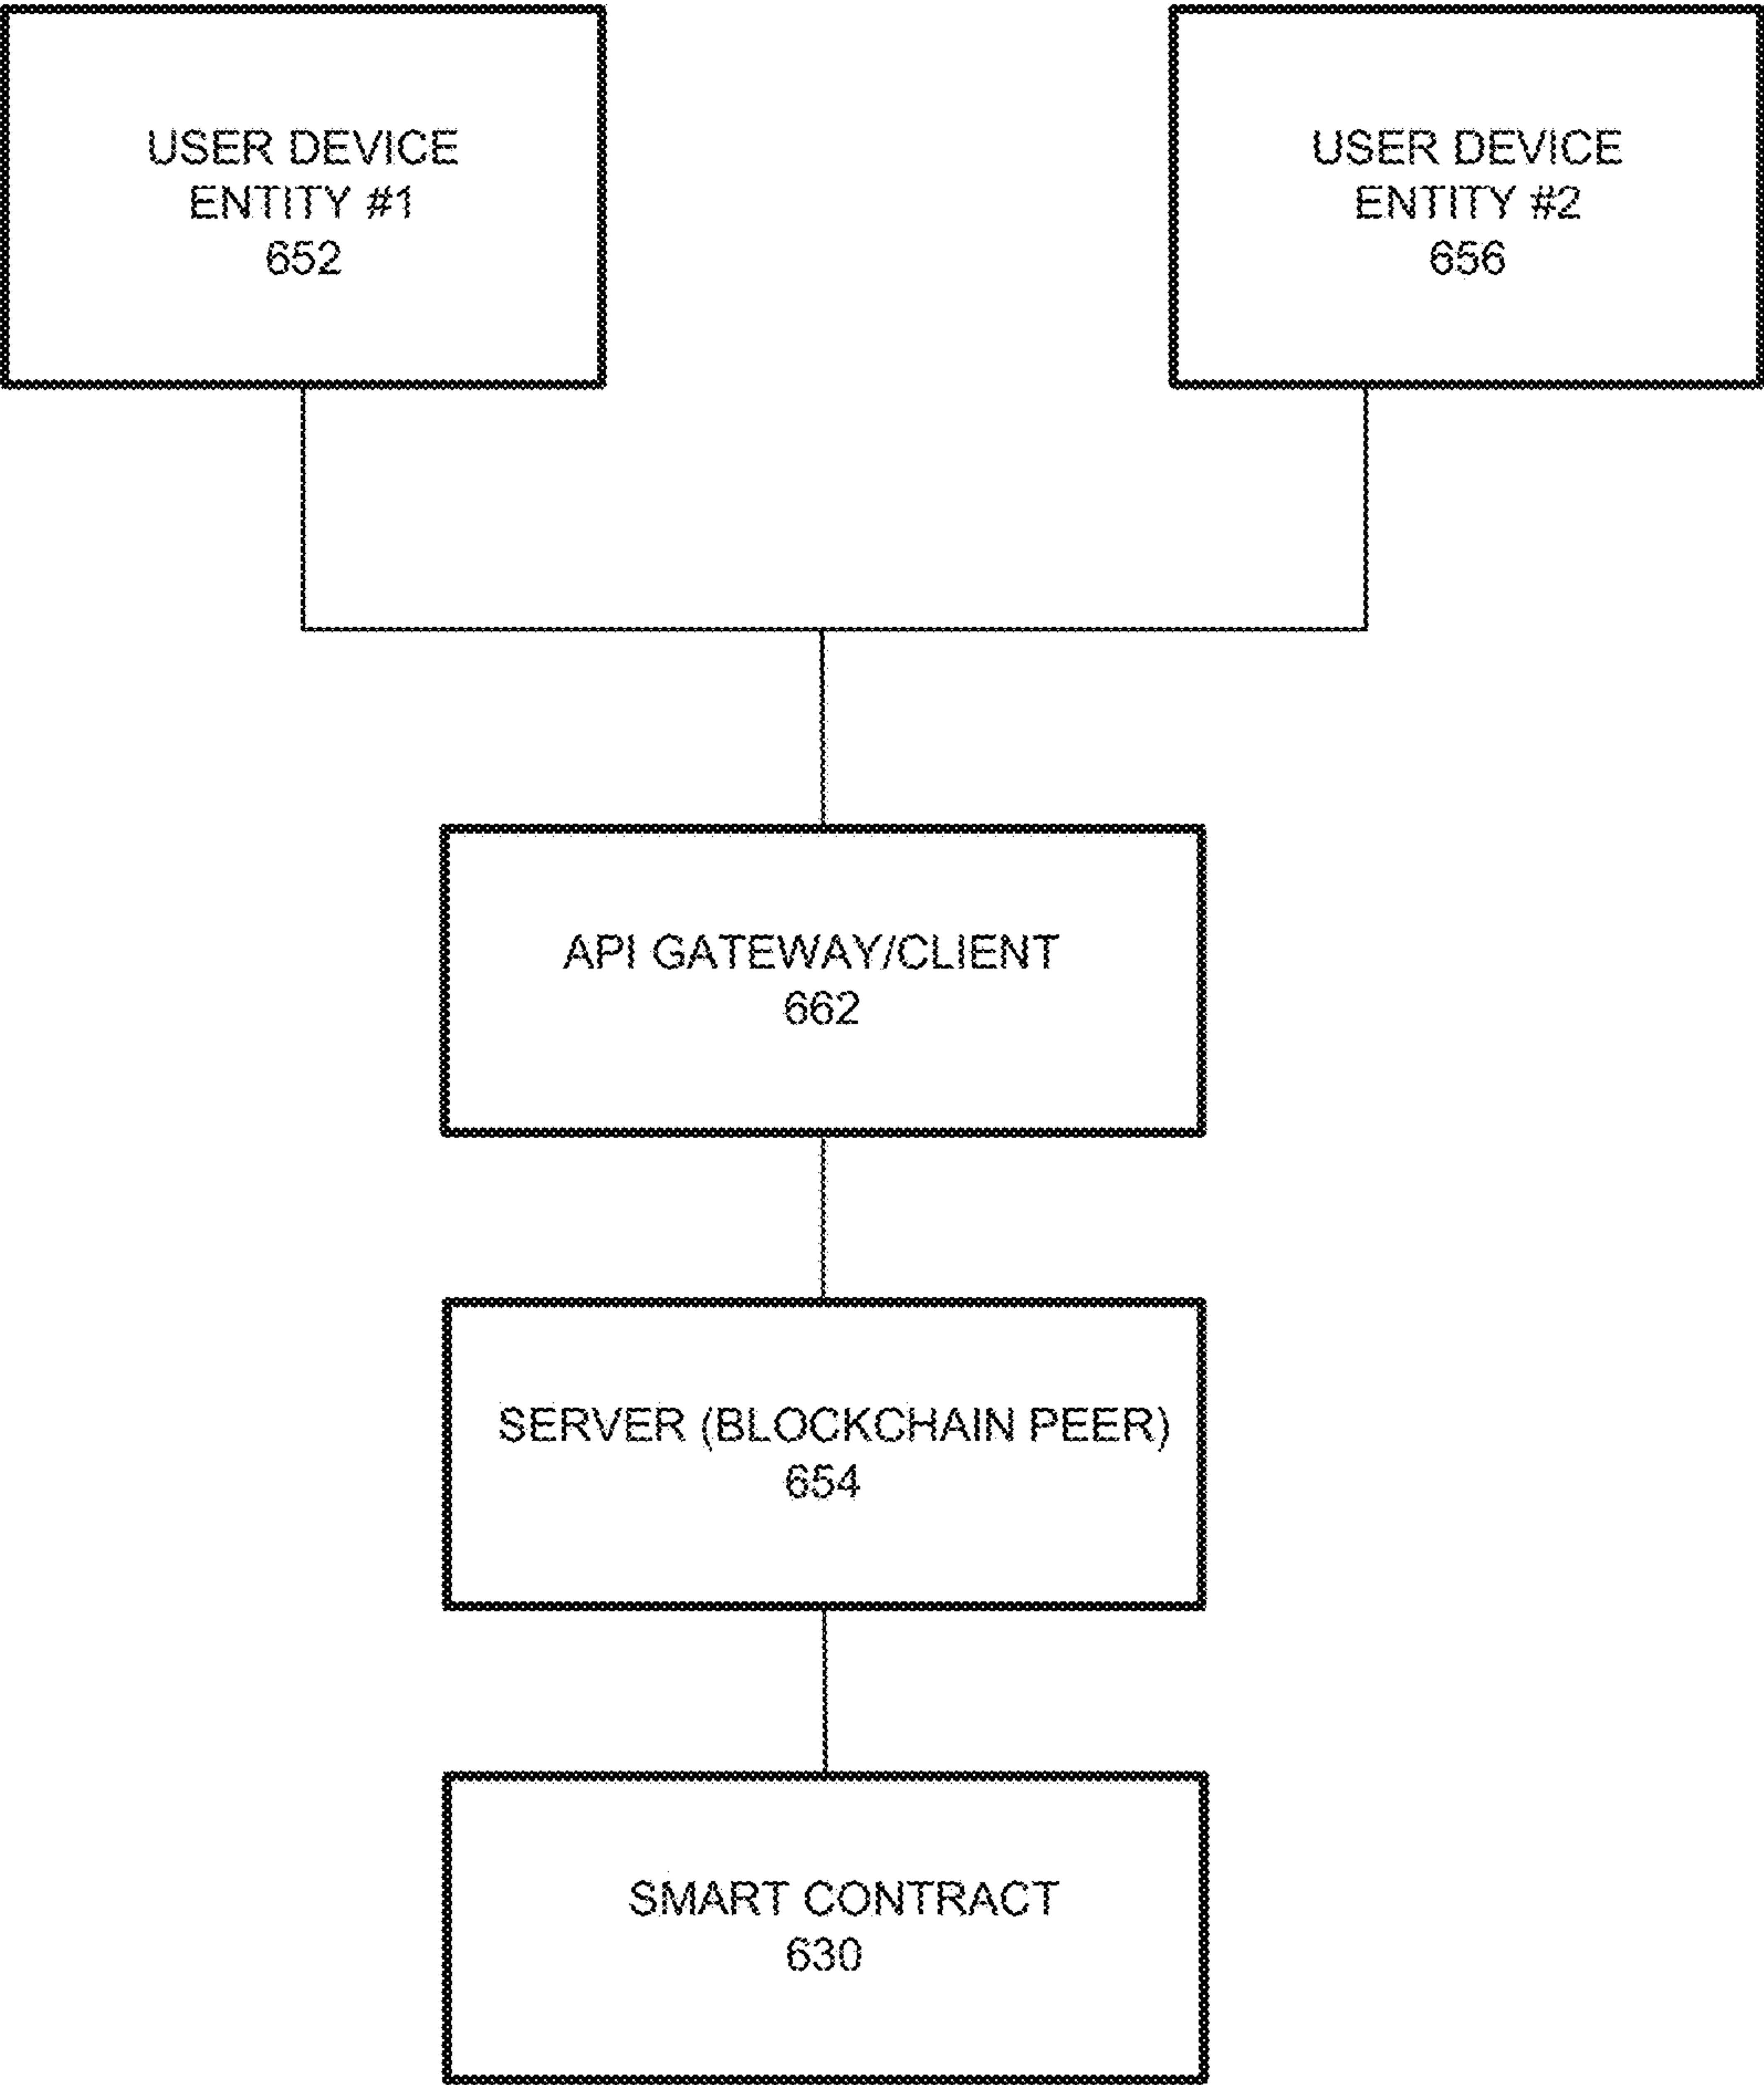 USER DEVICE
ENTITY #1
652
USER DEVICE
ENTITY #2
656
API GATEWAY/CLIENT
662
SERVER (BLOCKCHAIN PEER)
654
SMART CONTRACT
630